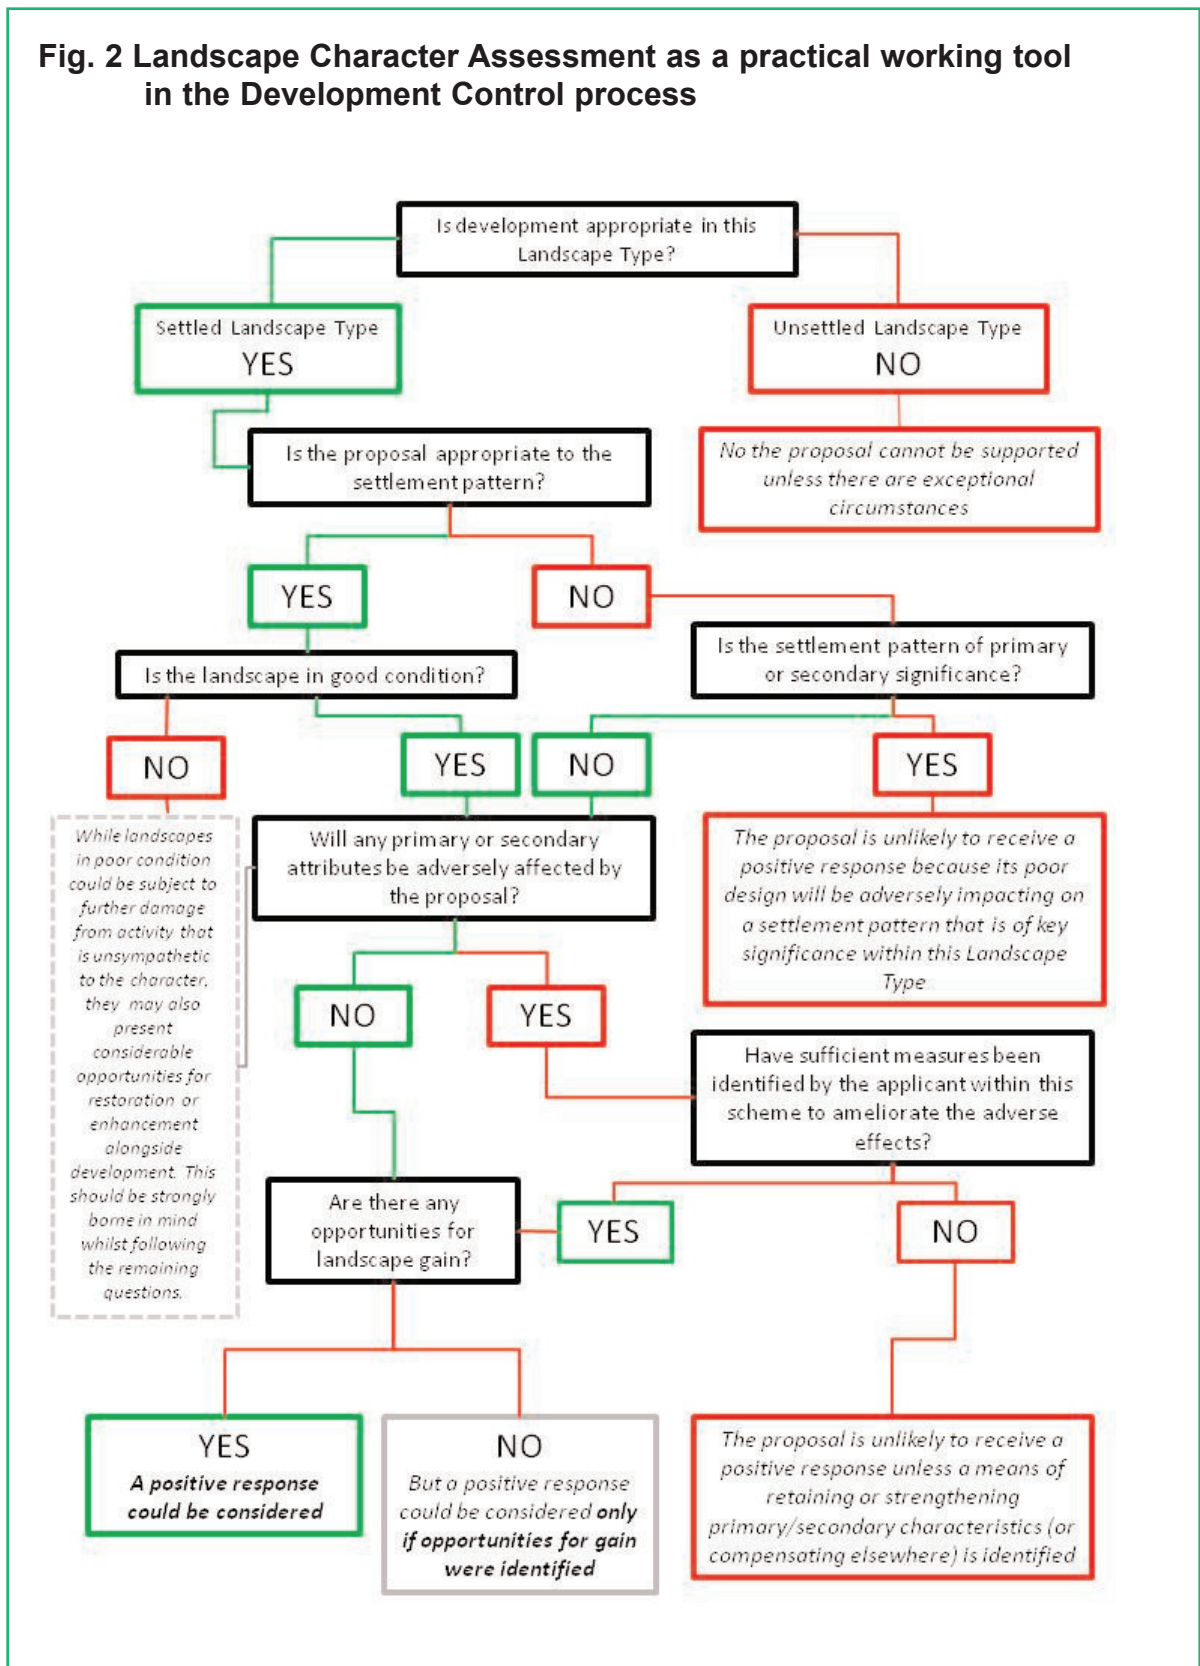 Fig. 2 Landscape Character Assessment as a practical working tool
in the Development Control process
Is development appropriate in this
Landscape Type?
Settled Landscape Type
YES
Unsettled Landscape Type
NO
Is the proposal appropriate to the
settlement pattern?
No the proposal cannot be supported
unless there are exceptional
circumstances
YES
NO
Is the landscape in good condition?
Is the settlement pattern of primary
or secondary significance?
NO
YES
NO
YES
While landscapes
in poor condition
could be subject to
further damage
from activity that
is unsympathetic
to the character,
they may also
present
considerable
opportunities for
restoration or
enhancement
alongside
development. This
should be strongly
borne in mind
whilst following
the remaining
questions.
Will any primary or secondary
attributes be adversely affected by
the proposal?
The proposal is unlikely to receive a
positive response because its poor
design will be adversely impacting on
a settlement pattern that is of key
significance within this Landscape
Type
NO
YES
Have sufficient measures been
identified by the applicant within this
scheme to ameliorate the adverse
effects?
Are there any
opportunities for
landscape gain?
YES
NO
YES
A positive response
could be considered
NO
But a positive response
could be considered only
if opportunities for gain
were identified
The proposal is unlikely to receive a
positive response unless a means of
retaining or strengthening
primary/secondary characteristics (or
compensating elsewhere) is identified